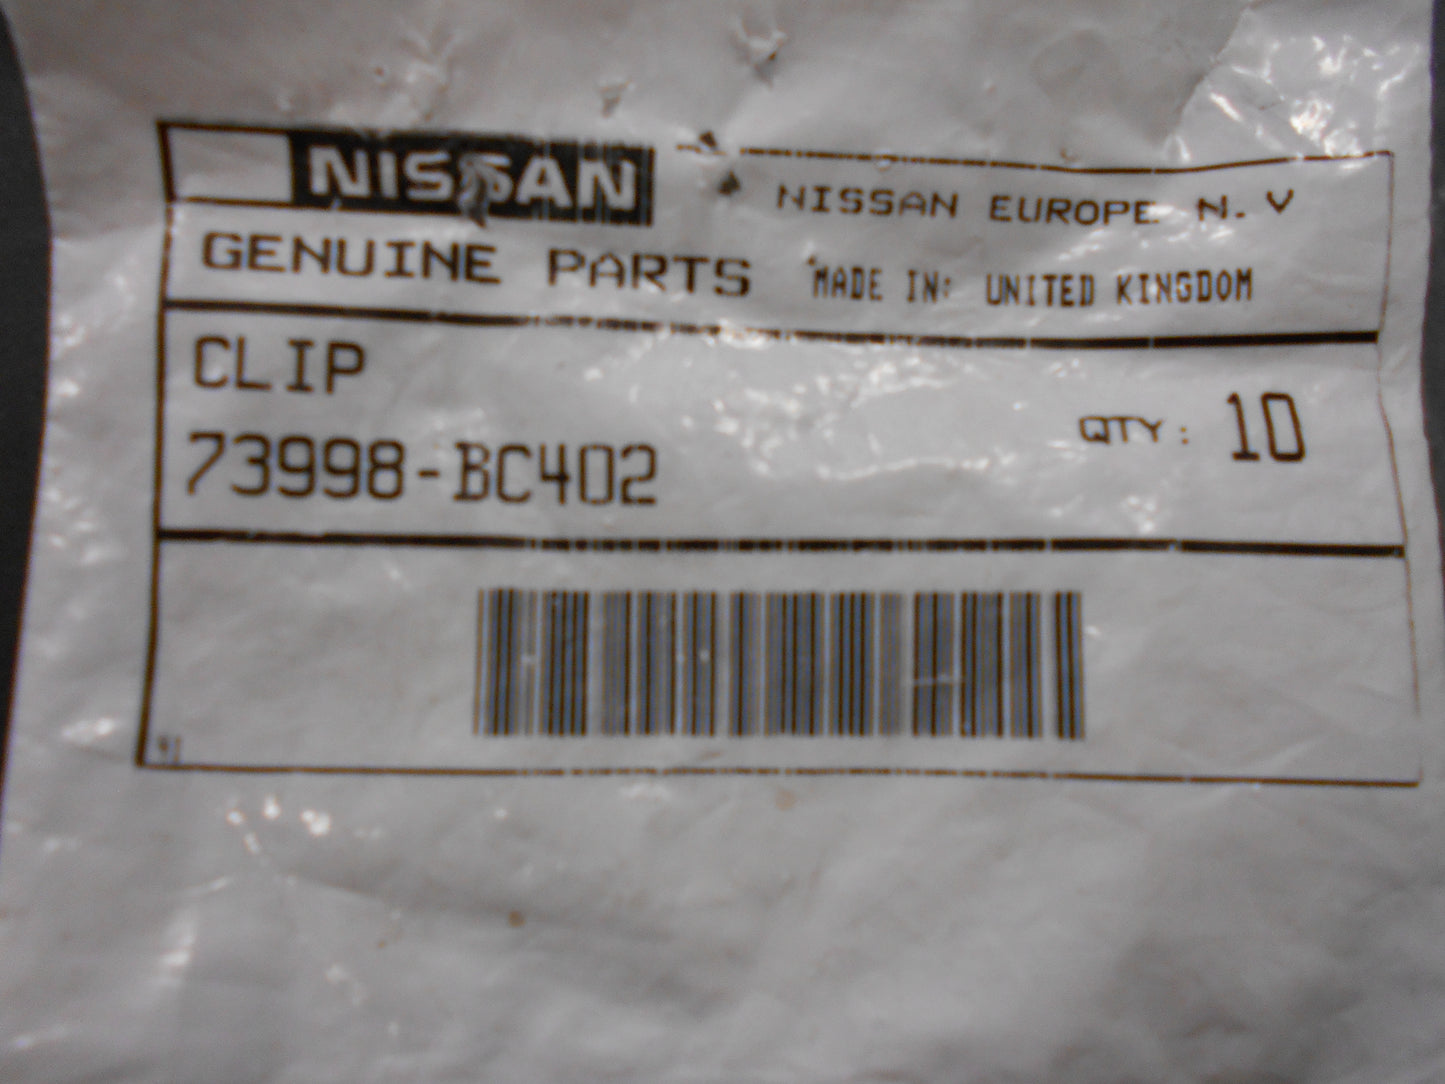 NISSAN
NISSAN EUROPE N. V
GENUINE PARTS
MADE IN: UNITED KINGDOM
CLIP
QTY: 10
73998-BC402